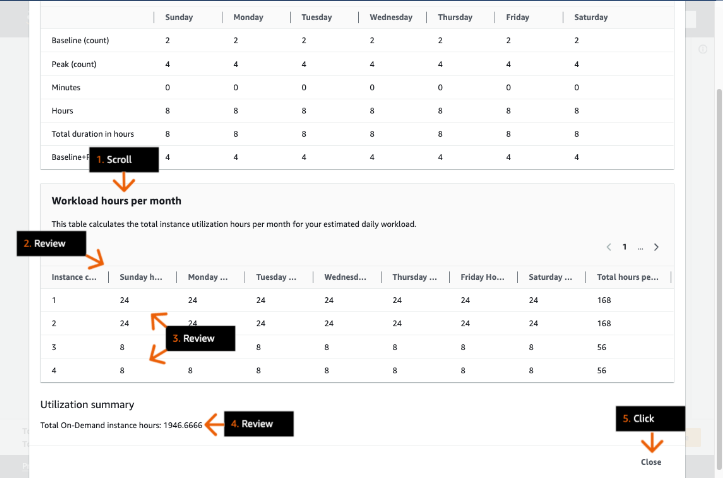 Sunday Monday Tuesday Wednesday Thursday Friday Saturday
Baseline (count) 2 2 2 2 2 2 2
Peak (count) 4 4 4 4 4 4 4
Minutes 0 0 0 0 0 0 0
Hours 8 8 8 8 8 8 8
Total duration in hours 8 8 8 8 8 8 8
Baseline+P 4 4 4 4 4 4 4
1. Scroll
Workload hours per month
This table calculates the total instance utilization hours per month for your estimated daily workload.
2. Review
< 1 ... >
Instance c... Sunday h... Monday ... Tuesday ... Wednesd... Thursday ... Friday Ho... Saturday ... Total hours pe...
1 24 24 24 24 24 24 24 168
2 24 24 24 24 24 24 24 168
3. Review
3 8 8 8 8 8 8 56
4 8 8 8 8 8 8 8 56
Utilization summary
Total On-Demand instance hours: 1946.6666
4. Review
5. Click
Close